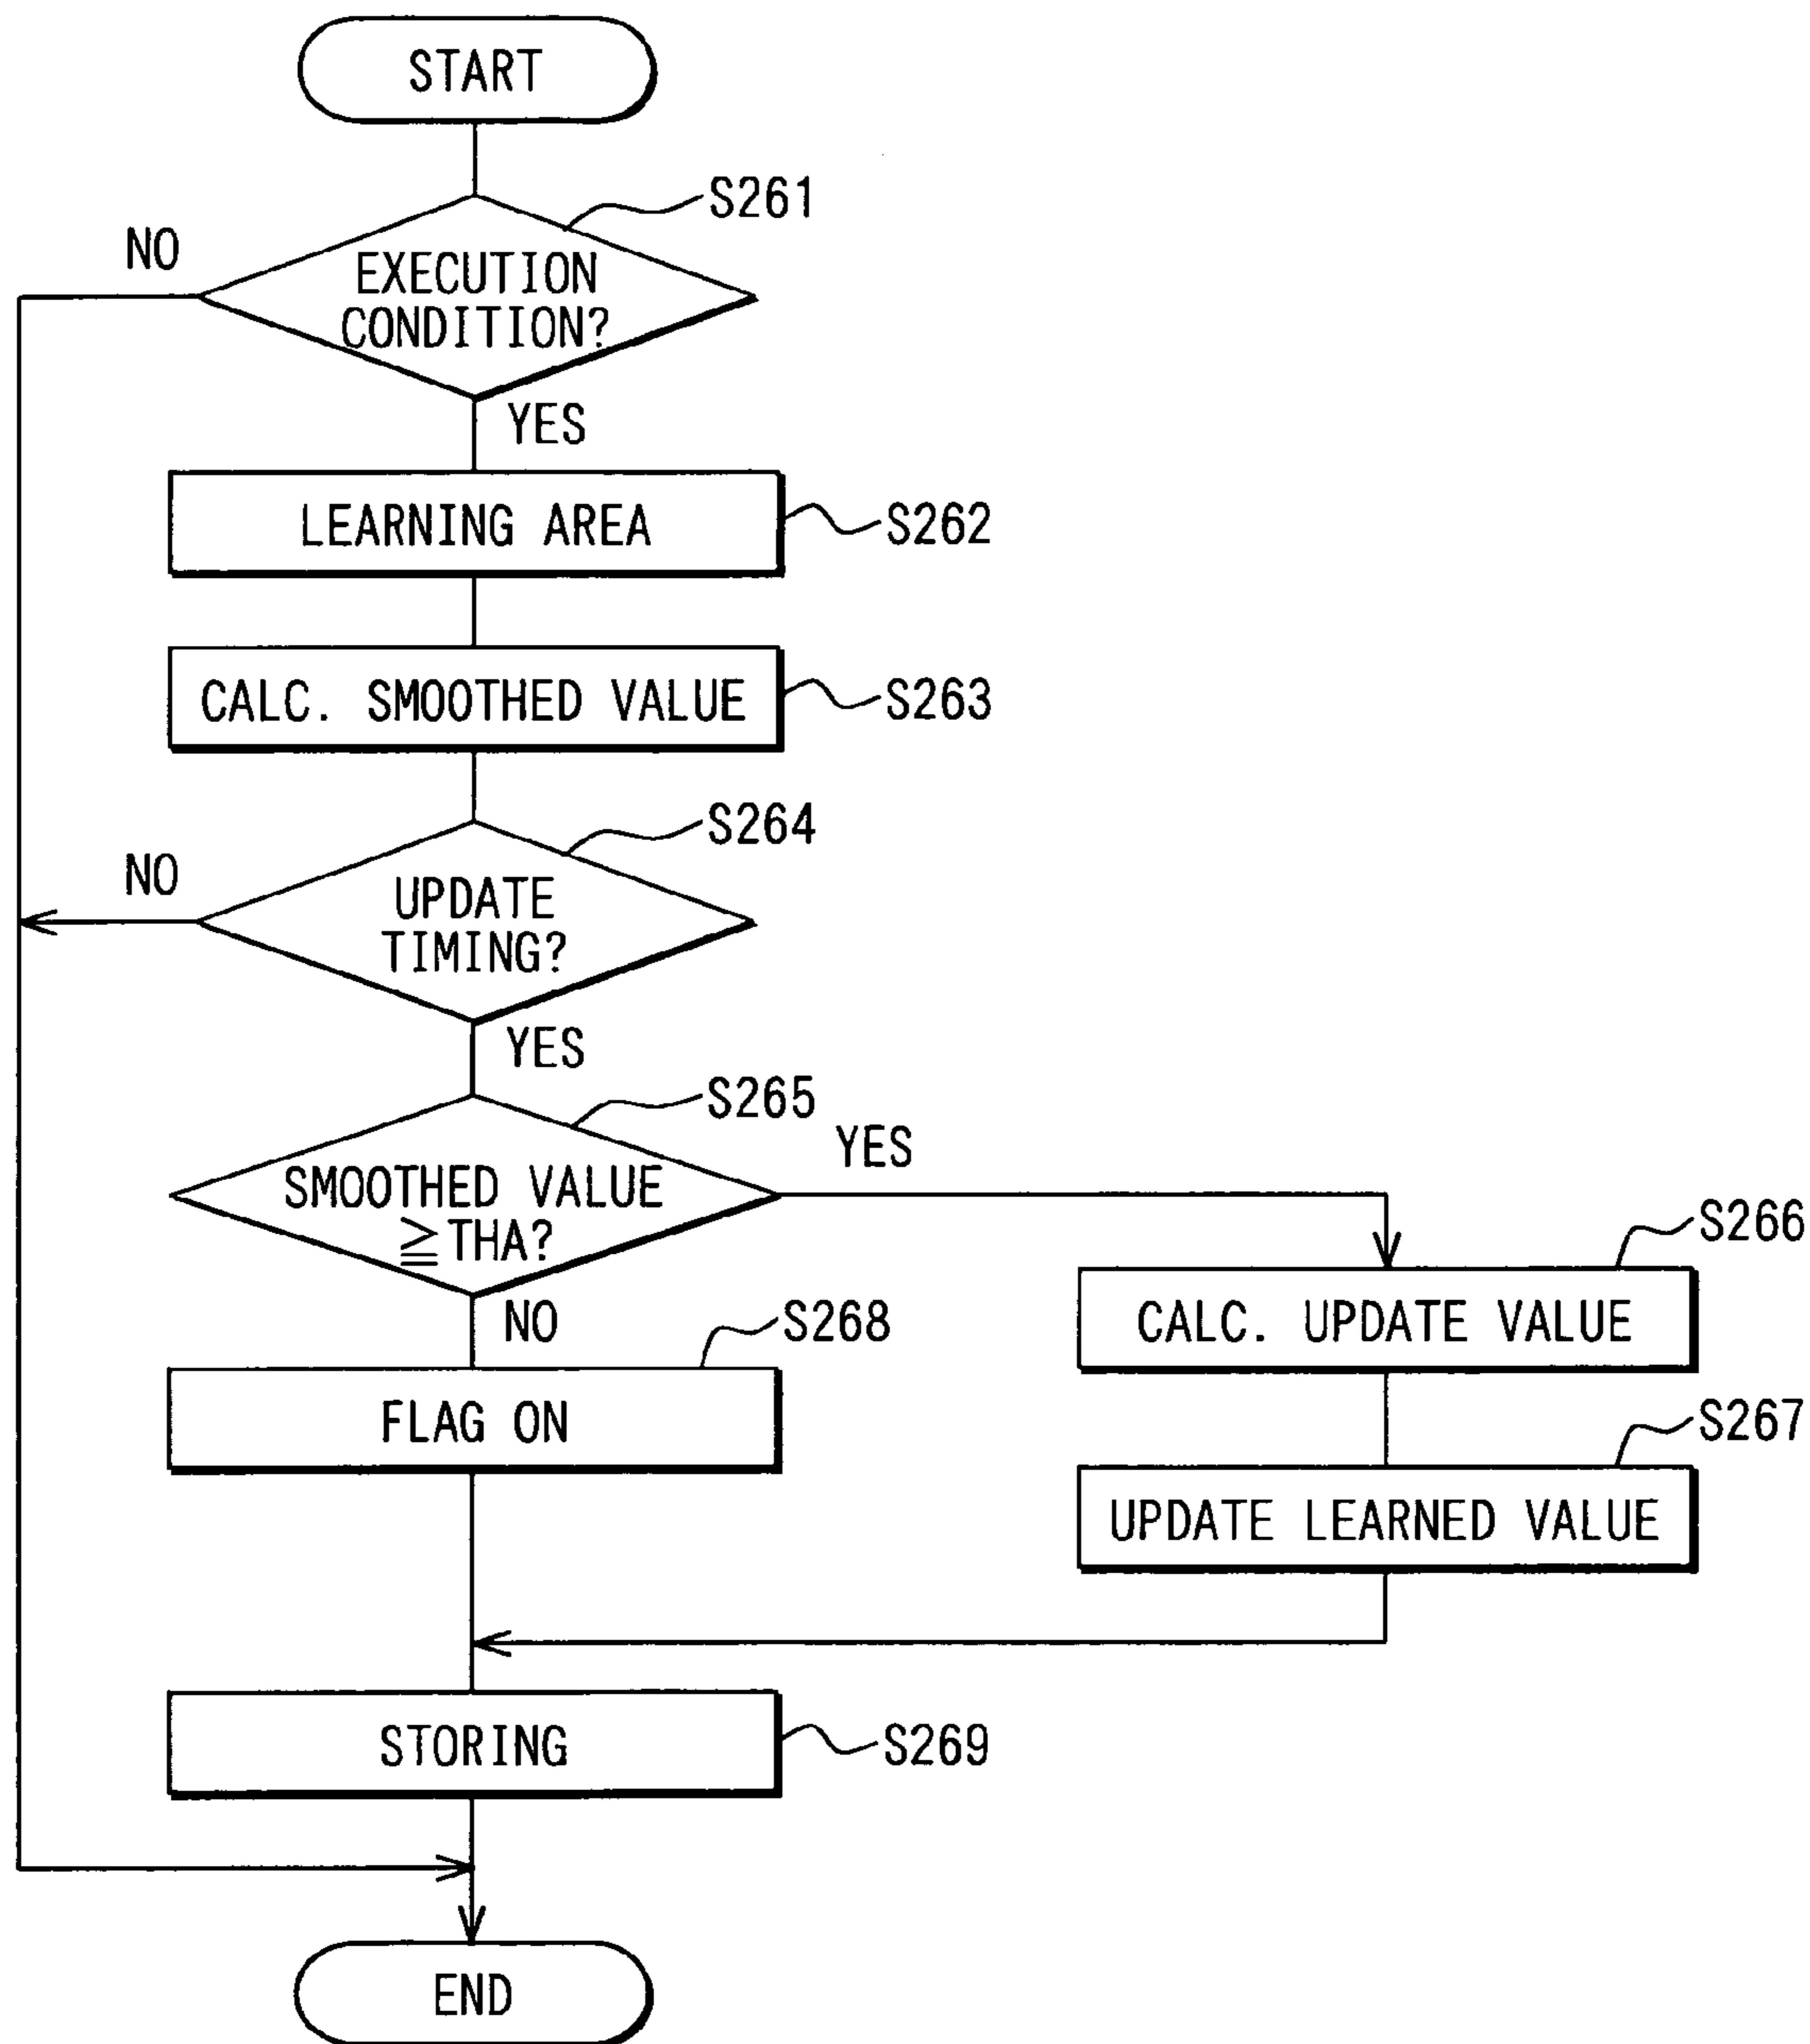 START
S261
NO
EXECUTION
CONDITION?
YES
LEARNING AREA
S262
CALC. SMOOTHED VALUE
S263
S264
NO
UPDATE
TIMING?
YES
S265
YES
SMOOTHED VALUE
≧THA?
S266
NO
S268
CALC. UPDATE VALUE
FLAG ON
S267
UPDATE LEARNED VALUE
STORING
S269
END